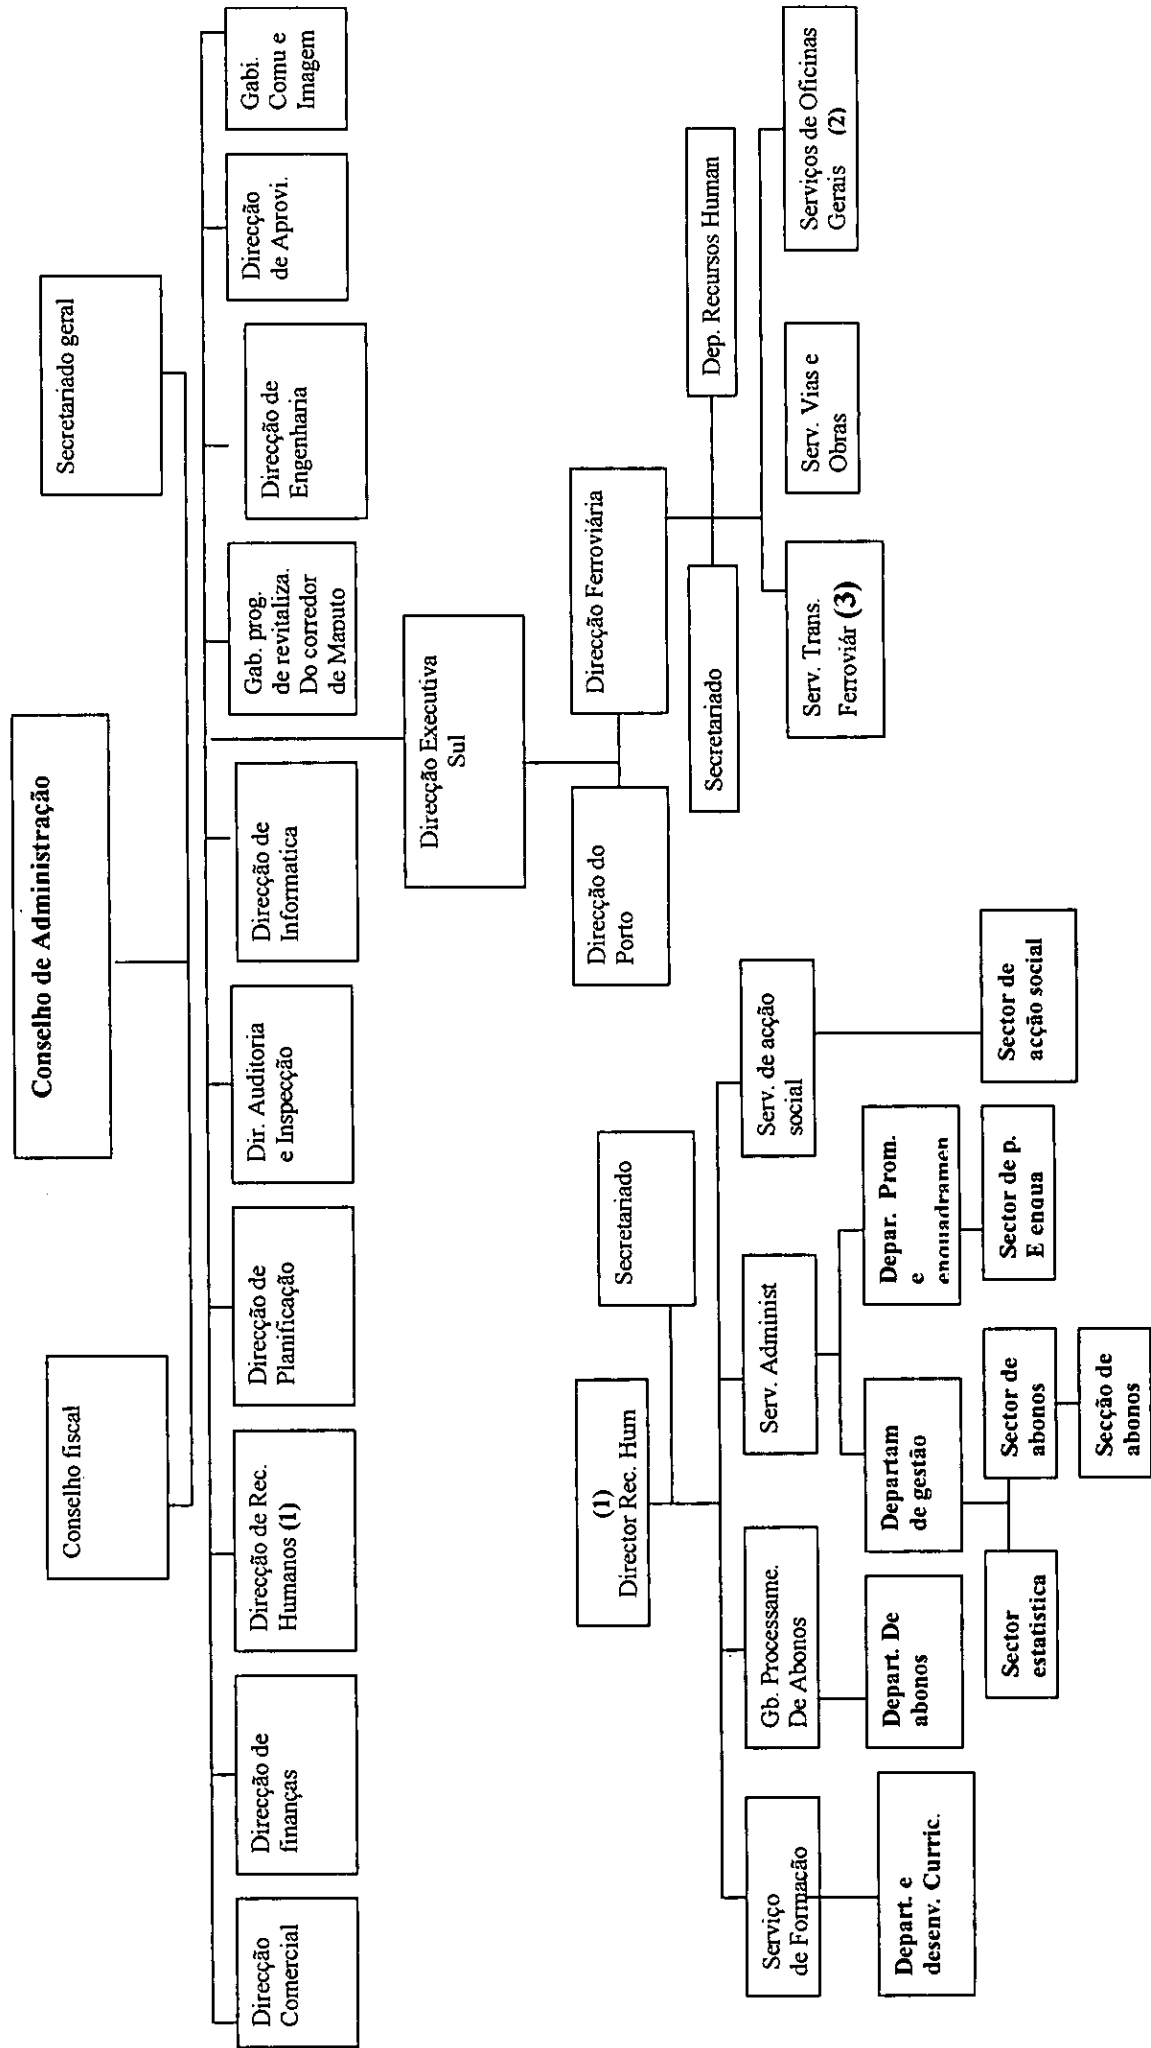 Conselho de Administração
Conselho fiscal
Secretariado geral
Direcção
Comercial
Direcção de
finanças
Direcção de Rec.
Humanos (1)
Direcção de
Planificação
Dir. Auditoria
e Inspecção
Direcção de
Informatica
Gab. prog.
de revitaliza.
Do corredor
de Maputo
Direcção de
Engenharia
Direcção
de Aprovi.
Gabi.
Comu e
Imagem
Direcção Executiva
Sul
Direcção do
Porto
Direcção Ferroviária
Secretariado
Dep. Recursos Human
Serv. Trans.
Ferroviár (3)
Serv. Vias e
Obras
Serviços de Oficinas
Gerais (2)
(1)
Director Rec. Hum
Secretariado
Serviço
de Formação
Gb. Processame.
De Abonos
Serv. Administ
Serv. de acção
social
Depart. e
desenv. Curric.
Depart. De
abonos
Departam
de gestão
Depar. Prom.
e
enquadramen
Sector
estatistica
Sector de
abonos
Sector de p.
E enqua
Sector de
acção social
Secção de
abonos